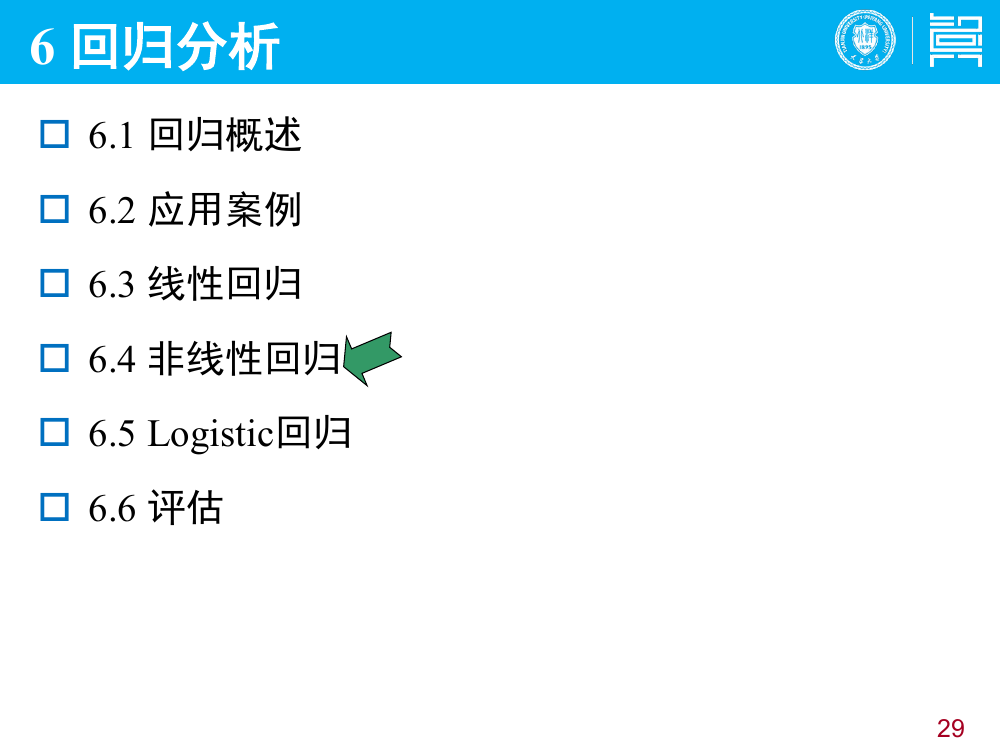 6 回归分析
6.1 回归概述
6.2 应用案例
6.3 线性回归
6.4 非线性回归
6.5 Logistic回归
6.6 评估
29